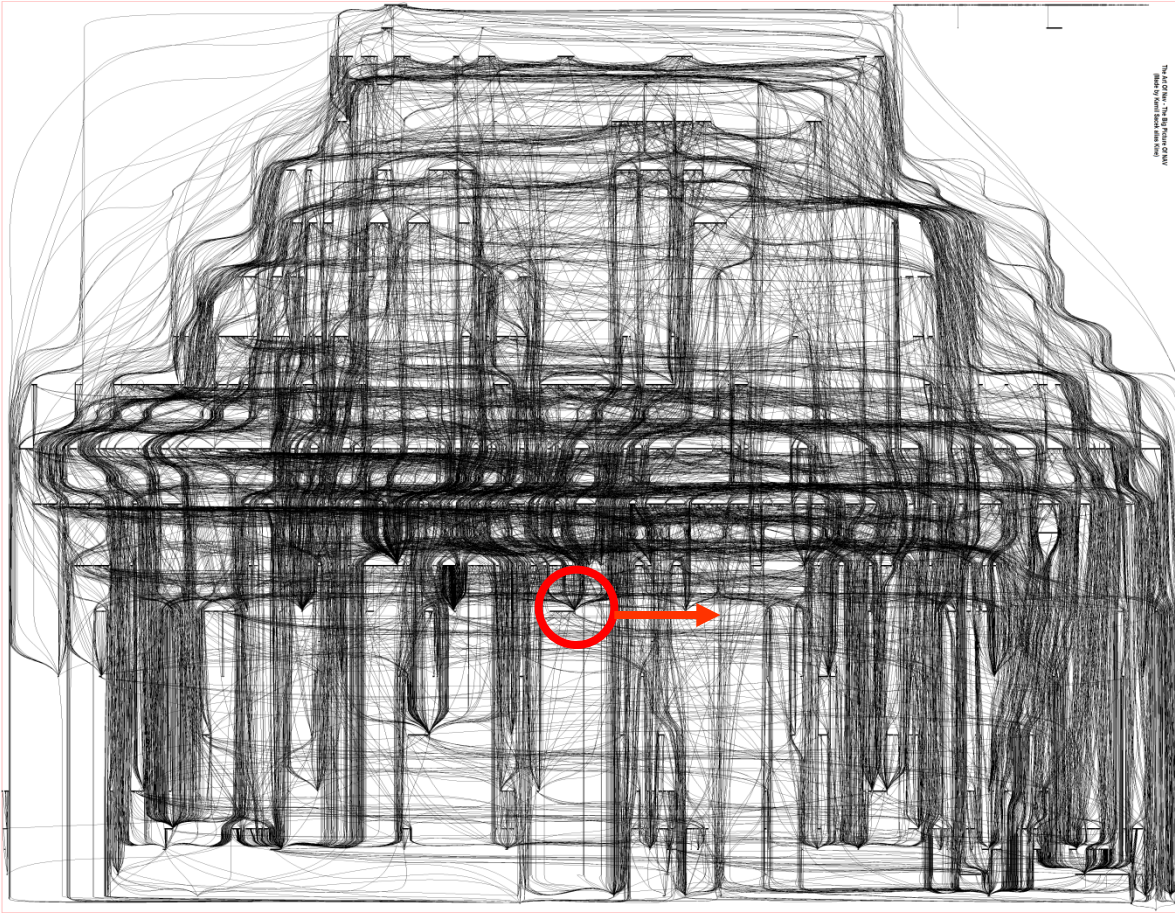 The Art Of Nav - The Big Picture Of NAV
(Made by Kamil Sacek alias Kine)